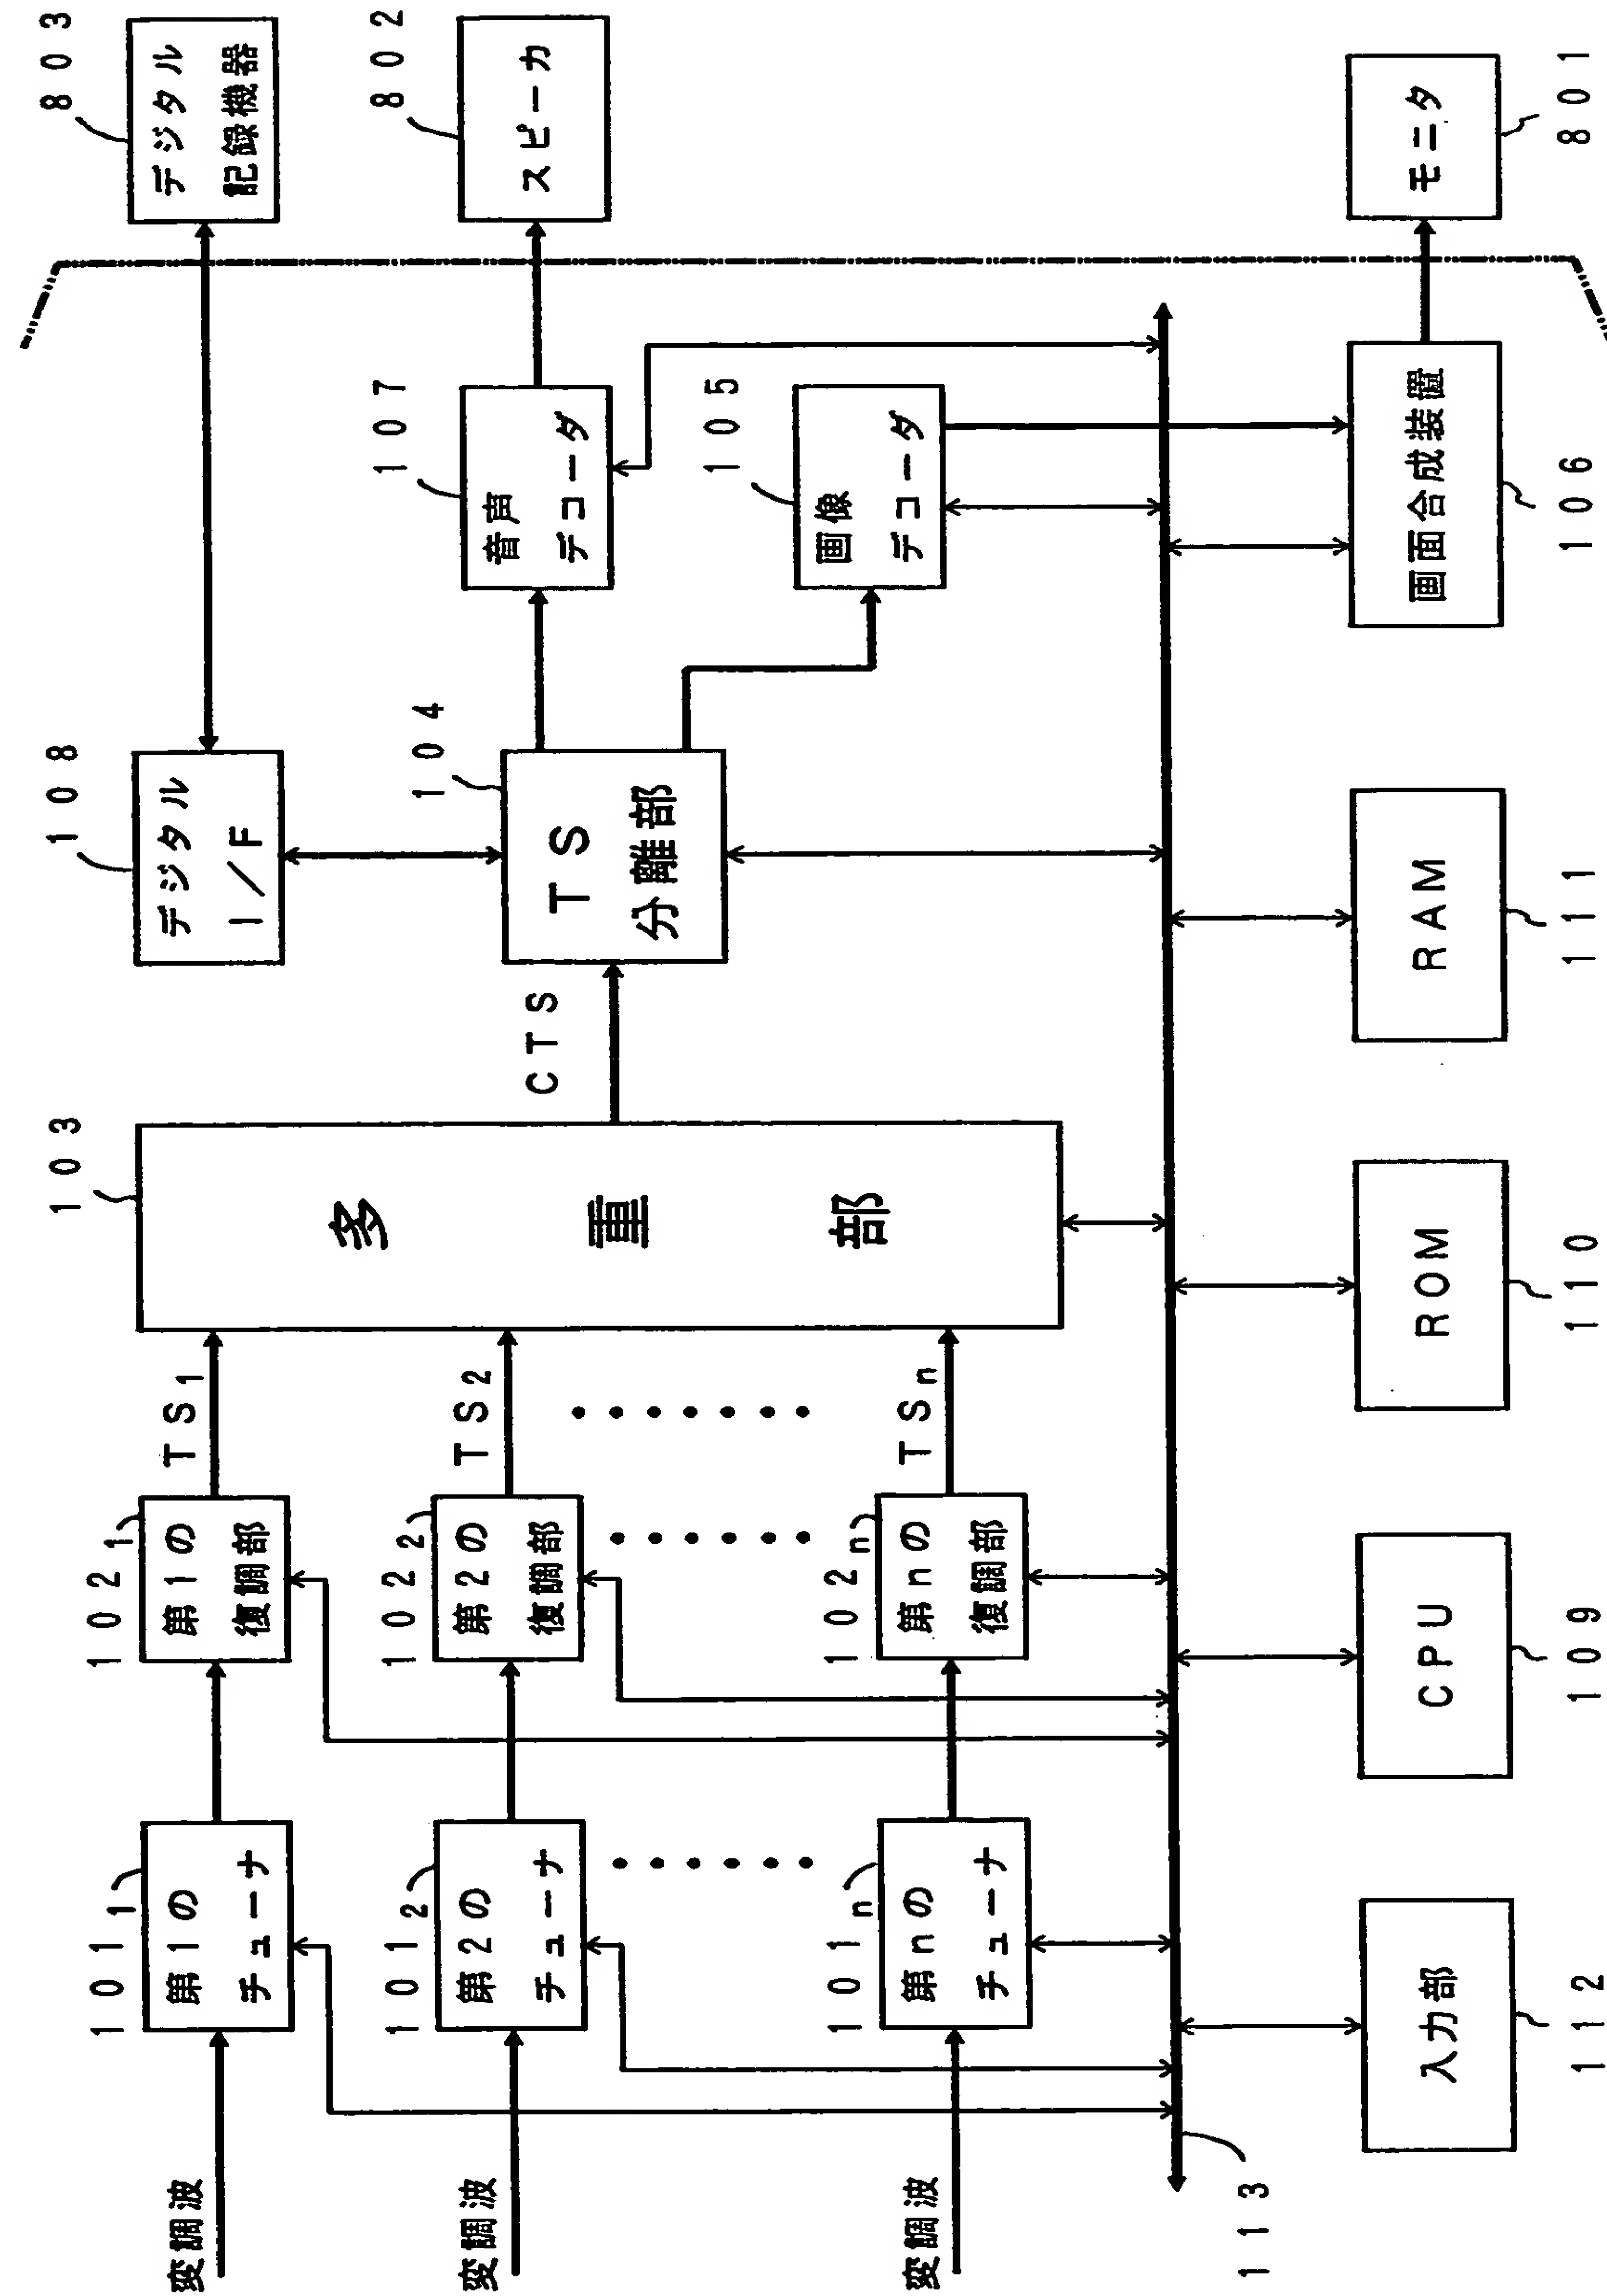 変調波
101₁
第1の
チューナ
102₁
第1の
復調部
TS₁
変調波
101₂
第2の
チューナ
102₂
第2の
復調部
TS₂
変調波
101ₙ
第nの
チューナ
102ₙ
第nの
復調部
TSₙ
103
多重部
CTS
104
TS
分離部
108
デジタル
I/F
107
音声
デコーダ
105
画像
デコーダ
803
デジタル
記録機器
802
スピーカ
モニタ
801
画面合成装置
106
RAM
111
ROM
110
CPU
109
入力部
112
113